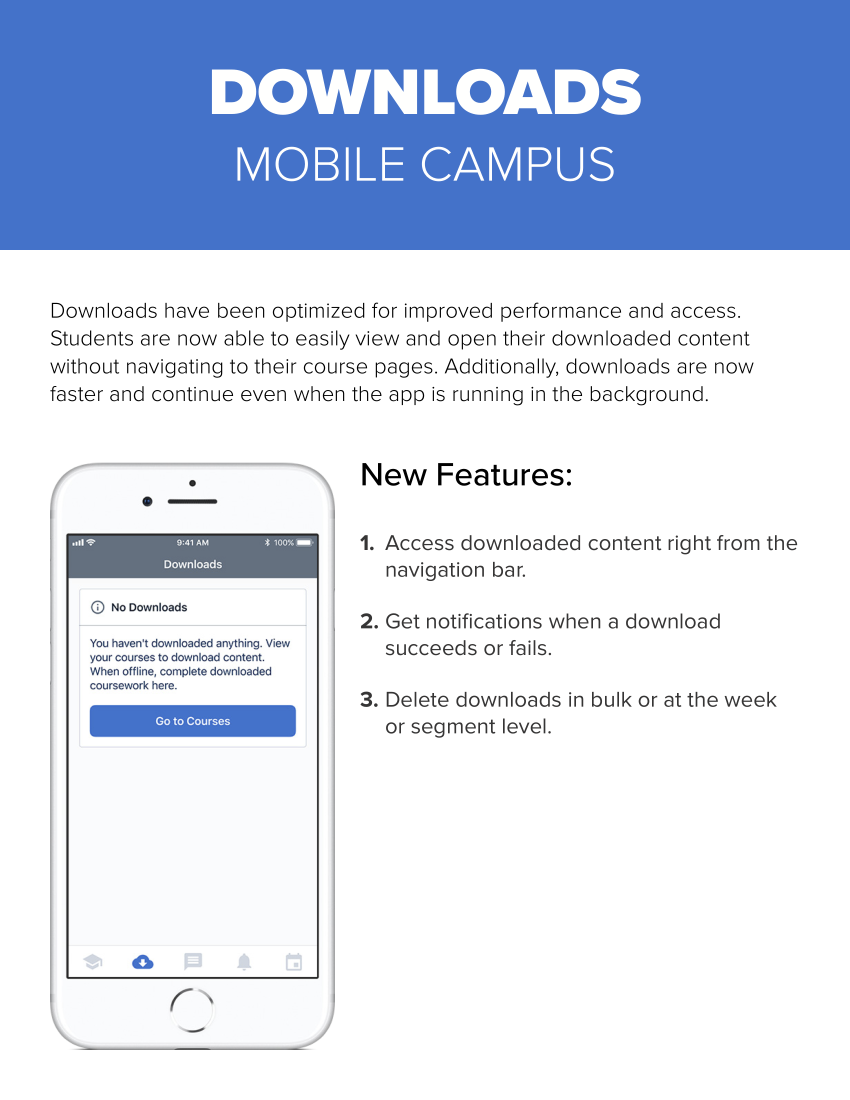 DOWNLOADS
MOBILE CAMPUS
Downloads have been optimized for improved performance and access.
Students are now able to easily view and open their downloaded content
without navigating to their course pages. Additionally, downloads are now
faster and continue even when the app is running in the background.
9:41 AM
100%
Downloads
No Downloads
You haven't downloaded anything. View
your courses to download content.
When offline, complete downloaded
coursework here.
Go to Courses
New Features:
1. Access downloaded content right from the
navigation bar.
2. Get notifications when a download
succeeds or fails.
3. Delete downloads in bulk or at the week
or segment level.